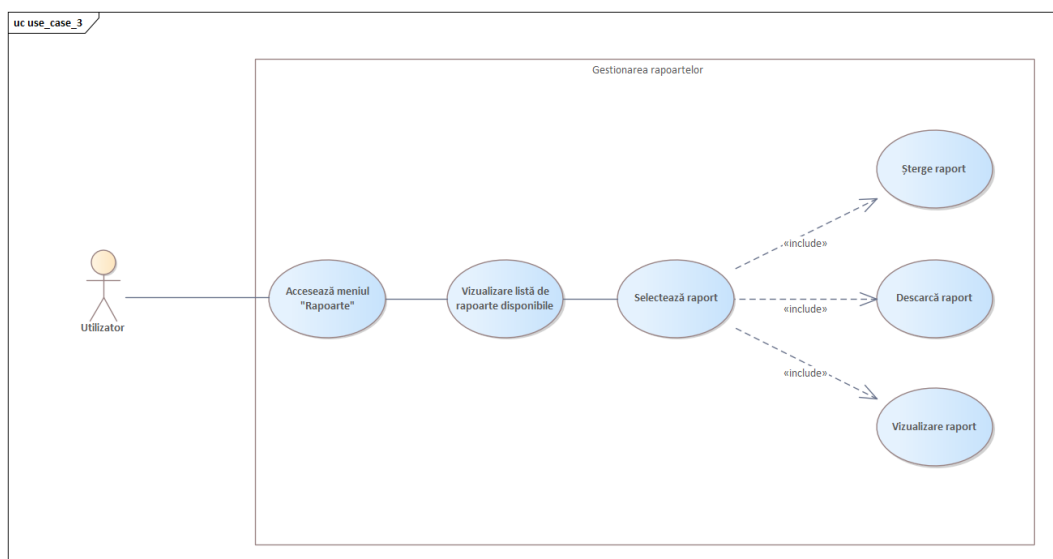 uc use_case_3
Gestionarea rapoartelor
Șterge raport
«include»
Utilizator
Accesează meniul
"Rapoarte"
Vizualizare listă de
rapoarte disponibile
Selectează raport
«include»
Descarcă raport
«include»
Vizualizare raport